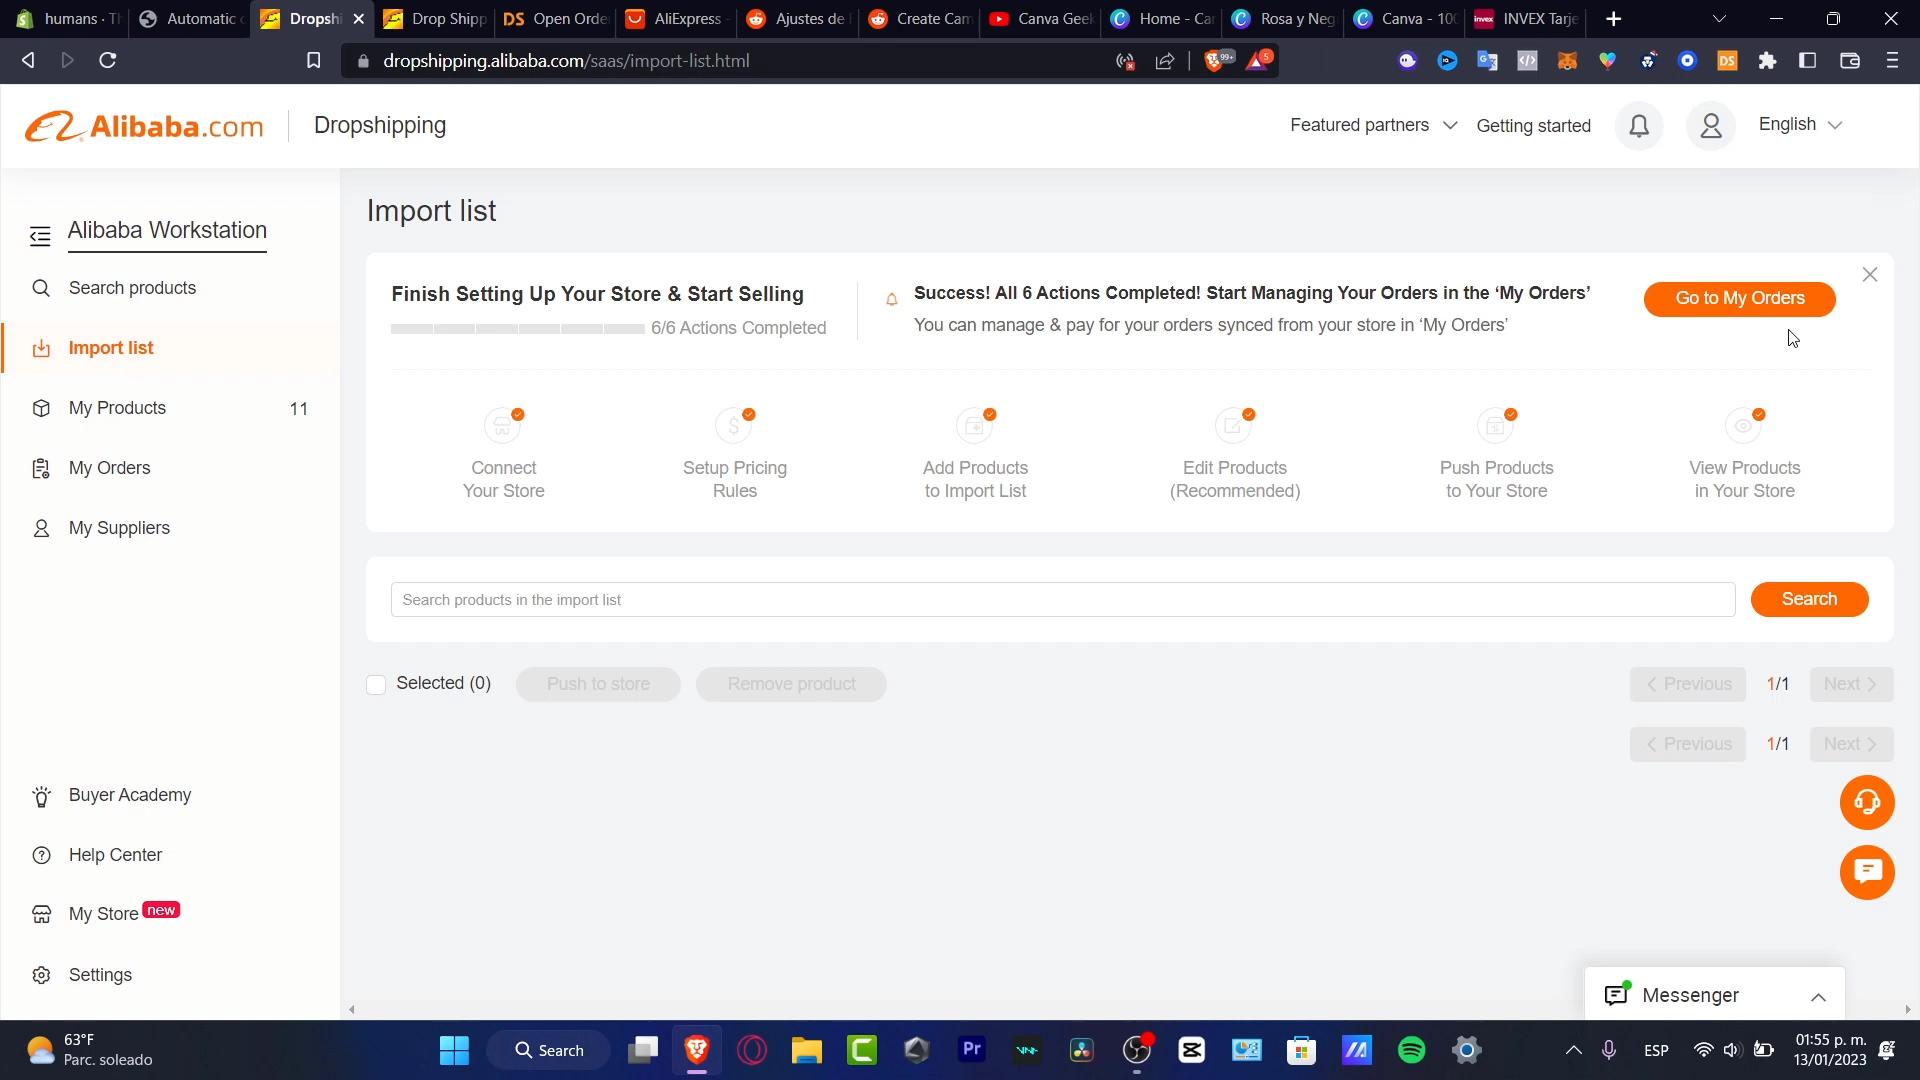 humans · Th
Automatic c
Dropshi
Drop Shipp
DS Open Orde
AliExpress -
Ajustes de l
Create Cam
Canva Geek
Home - Car
Rosa y Neg
Canva - 100
invex INVEX Tarje
dropshipping.alibaba.com/saas/import-list.html
99+
5
DS
Alibaba.com
Dropshipping
Featured partners
Getting started
English
Alibaba Workstation
Search products
Import list
My Products 11
My Orders
My Suppliers
Buyer Academy
Help Center
My Store new
Settings
Import list
Finish Setting Up Your Store & Start Selling
6/6 Actions Completed
Success! All 6 Actions Completed! Start Managing Your Orders in the ‘My Orders’
You can manage & pay for your orders synced from your store in ‘My Orders’
Go to My Orders
Connect
Your Store
Setup Pricing
Rules
Add Products
to Import List
Edit Products
(Recommended)
Push Products
to Your Store
View Products
in Your Store
Search products in the import list
Search
Selected (0)
Push to store
Remove product
Previous 1/1 Next
Previous 1/1 Next
Messenger
63°F
Parc. soleado
Search
Pr
ESP
01:55 p. m.
13/01/2023